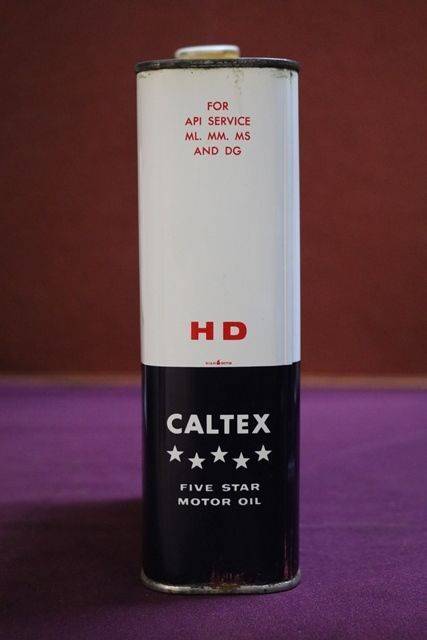 FOR
API SERVICE
ML. MM. MS
AND DG
HD
CALTEX
FIVE STAR
MOTOR OIL